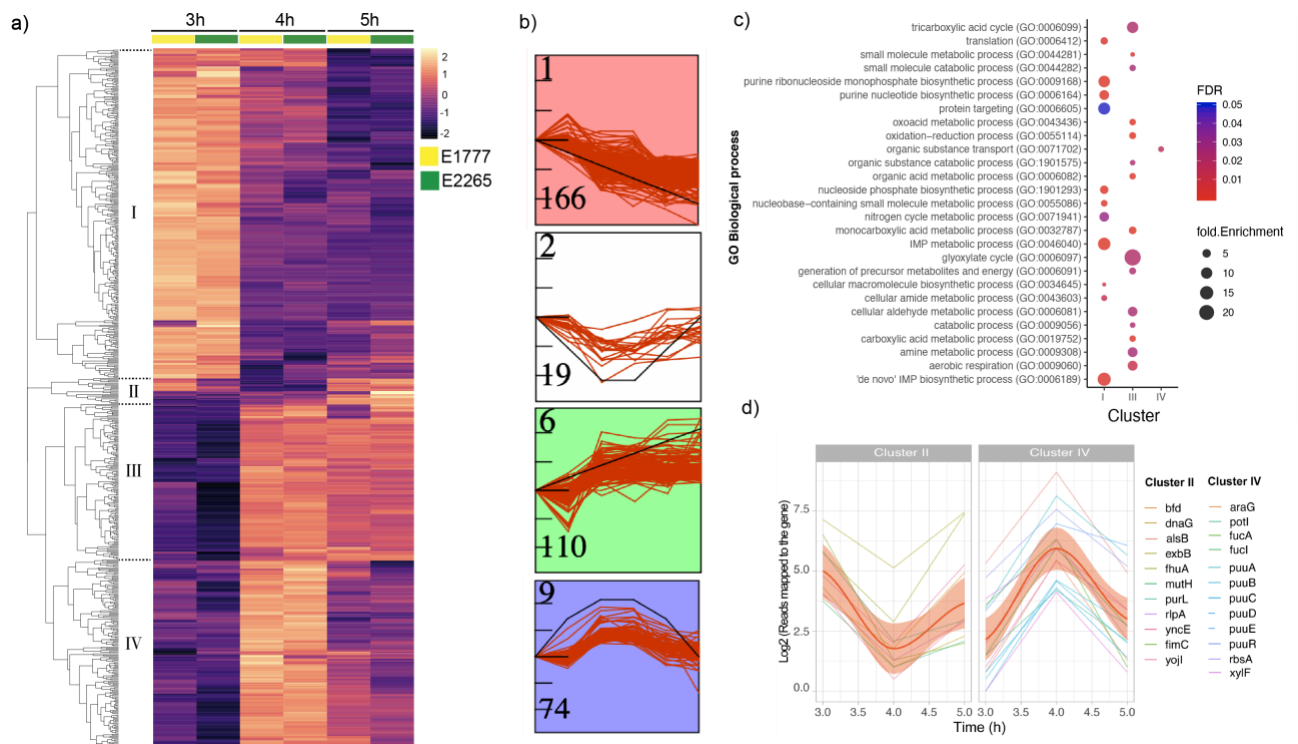 a)
3h
4h
5h
2
1
0
-1
-2
E1777
E2265
I
II
III
IV
b)
1
166
2
19
6
110
9
74
c)
GO Biological process
tricarboxylic acid cycle (GO:0006099)
translation (GO:0006412)
small molecule metabolic process (GO:0044281)
small molecule catabolic process (GO:0044282)
purine ribonucleoside monophosphate biosynthetic process (GO:0009168)
purine nucleotide biosynthetic process (GO:0006164)
protein targeting (GO:0006605)
oxoacid metabolic process (GO:0043436)
oxidation−reduction process (GO:0055114)
organic substance transport (GO:0071702)
organic substance catabolic process (GO:1901575)
organic acid metabolic process (GO:0006082)
nucleoside phosphate biosynthetic process (GO:1901293)
nucleobase−containing small molecule metabolic process (GO:0055086)
nitrogen cycle metabolic process (GO:0071941)
monocarboxylic acid metabolic process (GO:0032787)
IMP metabolic process (GO:0046040)
glyoxylate cycle (GO:0006097)
generation of precursor metabolites and energy (GO:0006091)
cellular macromolecule biosynthetic process (GO:0034645)
cellular amide metabolic process (GO:0043603)
cellular aldehyde metabolic process (GO:0006081)
catabolic process (GO:0009056)
carboxylic acid metabolic process (GO:0019752)
amine metabolic process (GO:0009308)
aerobic respiration (GO:0009060)
'de novo' IMP biosynthetic process (GO:0006189)
I III IV
Cluster
FDR
0.05
0.04
0.03
0.02
0.01
fold.Enrichment
5
10
15
20
d)
Cluster II
Cluster IV
Log2 (Reads mapped to the gene)
7.5
5.0
2.5
0.0
3.0 3.5 4.0 4.5 5.0
3.0 3.5 4.0 4.5 5.0
Time (h)
Cluster II
bfd
dnaG
alsB
exbB
fhuA
mutH
purL
rlpA
yncE
fimC
yojI
Cluster IV
araG
potI
fucA
fucI
puuA
puuB
puuC
puuD
puuE
puuR
rbsA
xylF